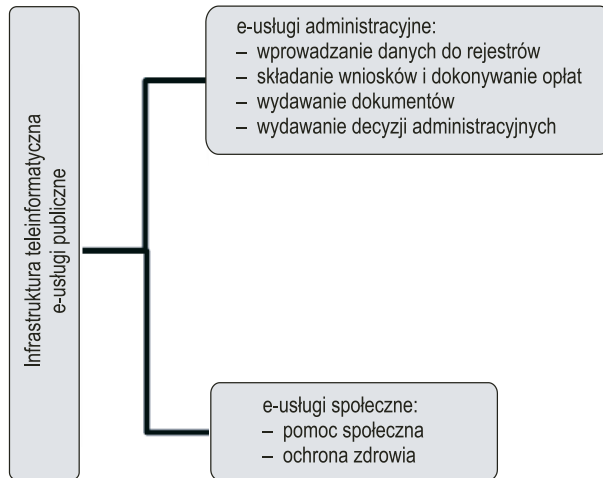 Infrastruktura teleinformatyczna
e-usługi publiczne
e-usługi administracyjne:
– wprowadzanie danych do rejestrów
– składanie wniosków i dokonywanie opłat
– wydawanie dokumentów
– wydawanie decyzji administracyjnych
e-usługi społeczne:
– pomoc społeczna
– ochrona zdrowia